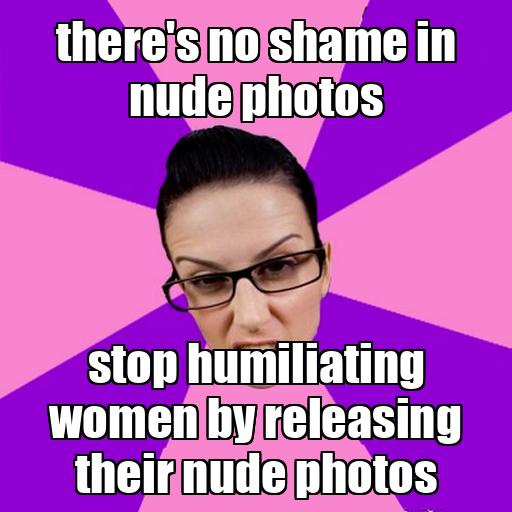 there's no shame in
nude photos
stop humiliating
women by releasing
their nude photos